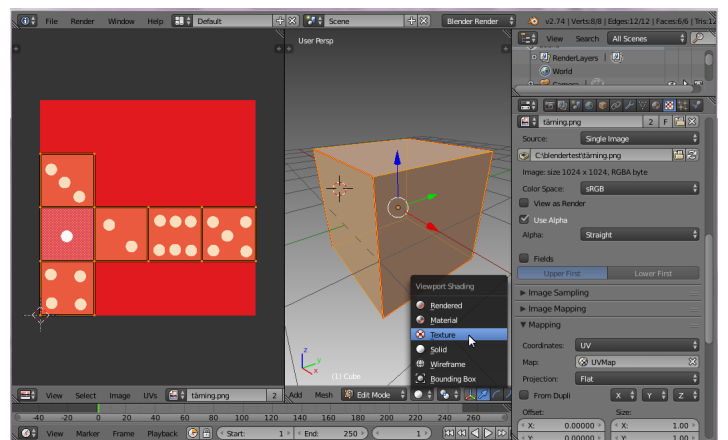 File Render Window Help Default Scene Blender Render v2.74 | Verts:8/8 | Edges:12/12 | Faces:6/6 | Tris:12
View Search All Scenes
RenderLayers |
World
Camera |
User Persp
tärning.png 2 F
Source: Single Image
C:\blendertest\tärning.png
Image: size 1024 x 1024, RGBA byte
Color Space: sRGB
View as Render
Use Alpha
Alpha: Straight
Fields
Upper First Lower First
Image Sampling
Image Mapping
Mapping
Coordinates: UV
Map: UVMap
Projection: Flat
From Dupli X Y Z
Offset: Size:
X: 0.00000 X: 1.00
Y: 0.00000 Y: 1.00
Viewport Shading
Rendered
Material
Texture
Solid
Wireframe
Bounding Box
z
y
x
(1) Cube
View Select Image UVs tärning.png 2 Add Mesh Edit Mode
-40 -20 0 20 40 60 80 100 120 140 160 180 200 220 240 260
View Marker Frame Playback Start: 1 End: 250 1